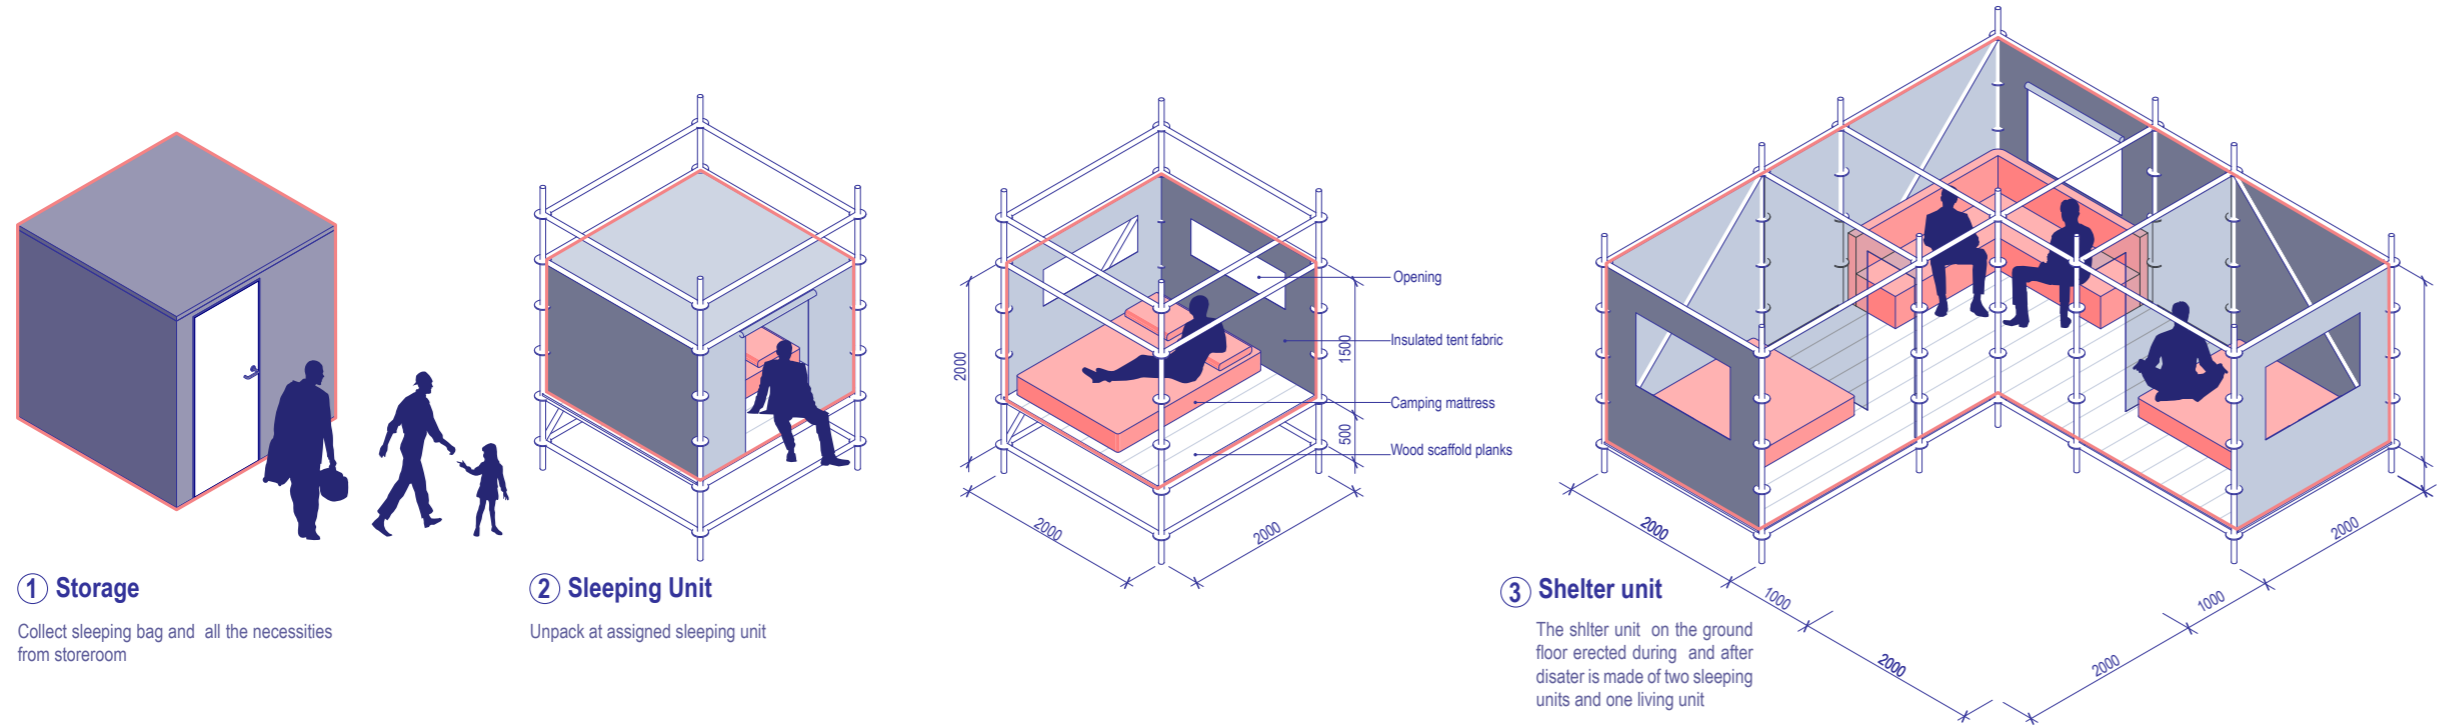 1 Storage
Collect sleeping bag and all the necessities
from storeroom
2 Sleeping Unit
Unpack at assigned sleeping unit
2000
2000
2000
1500
500
Opening
Insulated tent fabric
Camping mattress
Wood scaffold planks
3 Shelter unit
The shlter unit on the ground
floor erected during and after
disater is made of two sleeping
units and one living unit
2000
1000
2000
2000
1000
2000